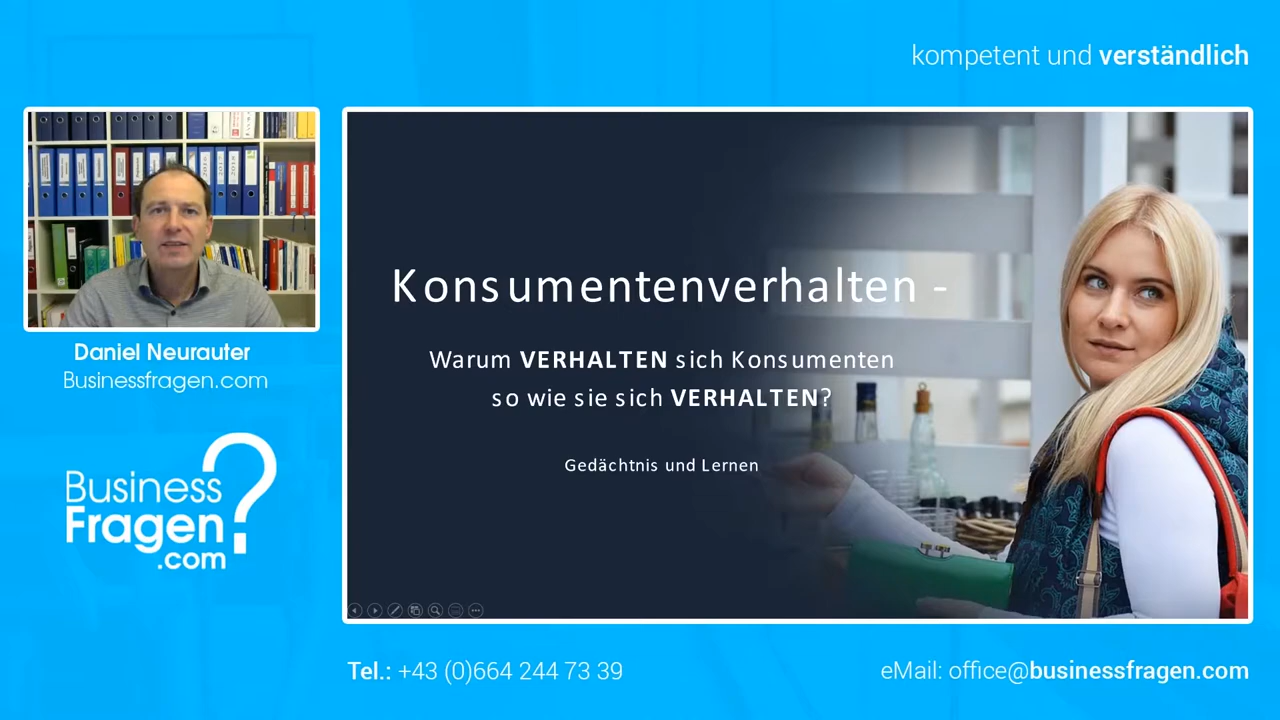 kompetent und verständlich
Daniel Neurauter
Businessfragen.com
Business
Fragen?
.com
Konsumentenverhalten -
Warum VERHALTEN sich Konsumenten
so wie sie sich VERHALTEN?
Gedächtnis und Lernen
Tel.: +43 (0)664 244 73 39
eMail: office@businessfragen.com